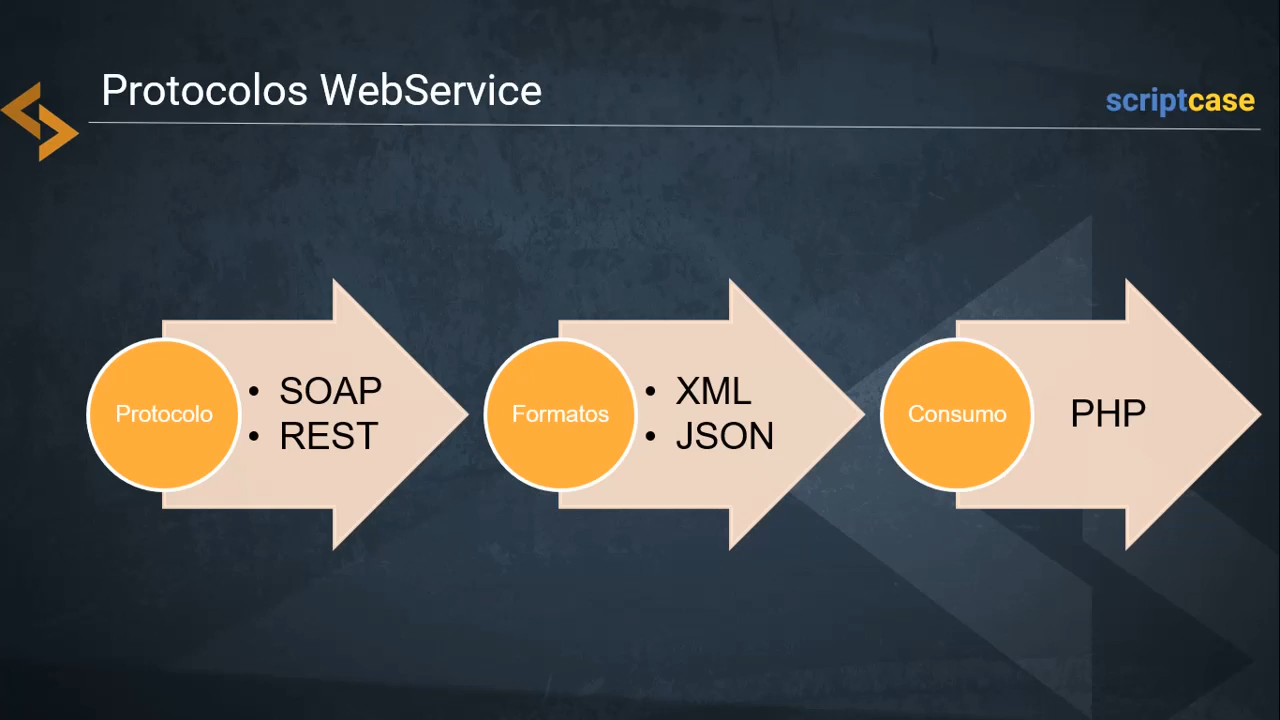 Protocolos WebService
scriptcase
Protocolo
• SOAP
• REST
Formatos
• XML
• JSON
Consumo
PHP